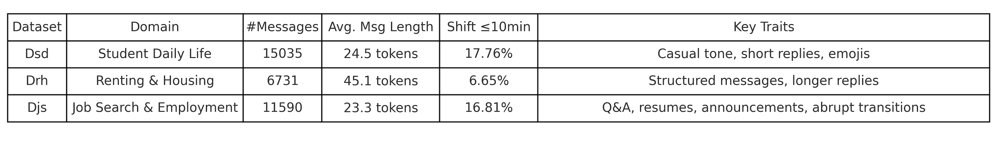 Dataset Domain #Messages Avg. Msg Length Shift ≤10min Key Traits
Dsd Student Daily Life 15035 24.5 tokens 17.76% Casual tone, short replies, emojis
Drh Renting & Housing 6731 45.1 tokens 6.65% Structured messages, longer replies
Djs Job Search & Employment 11590 23.3 tokens 16.81% Q&A, resumes, announcements, abrupt transitions